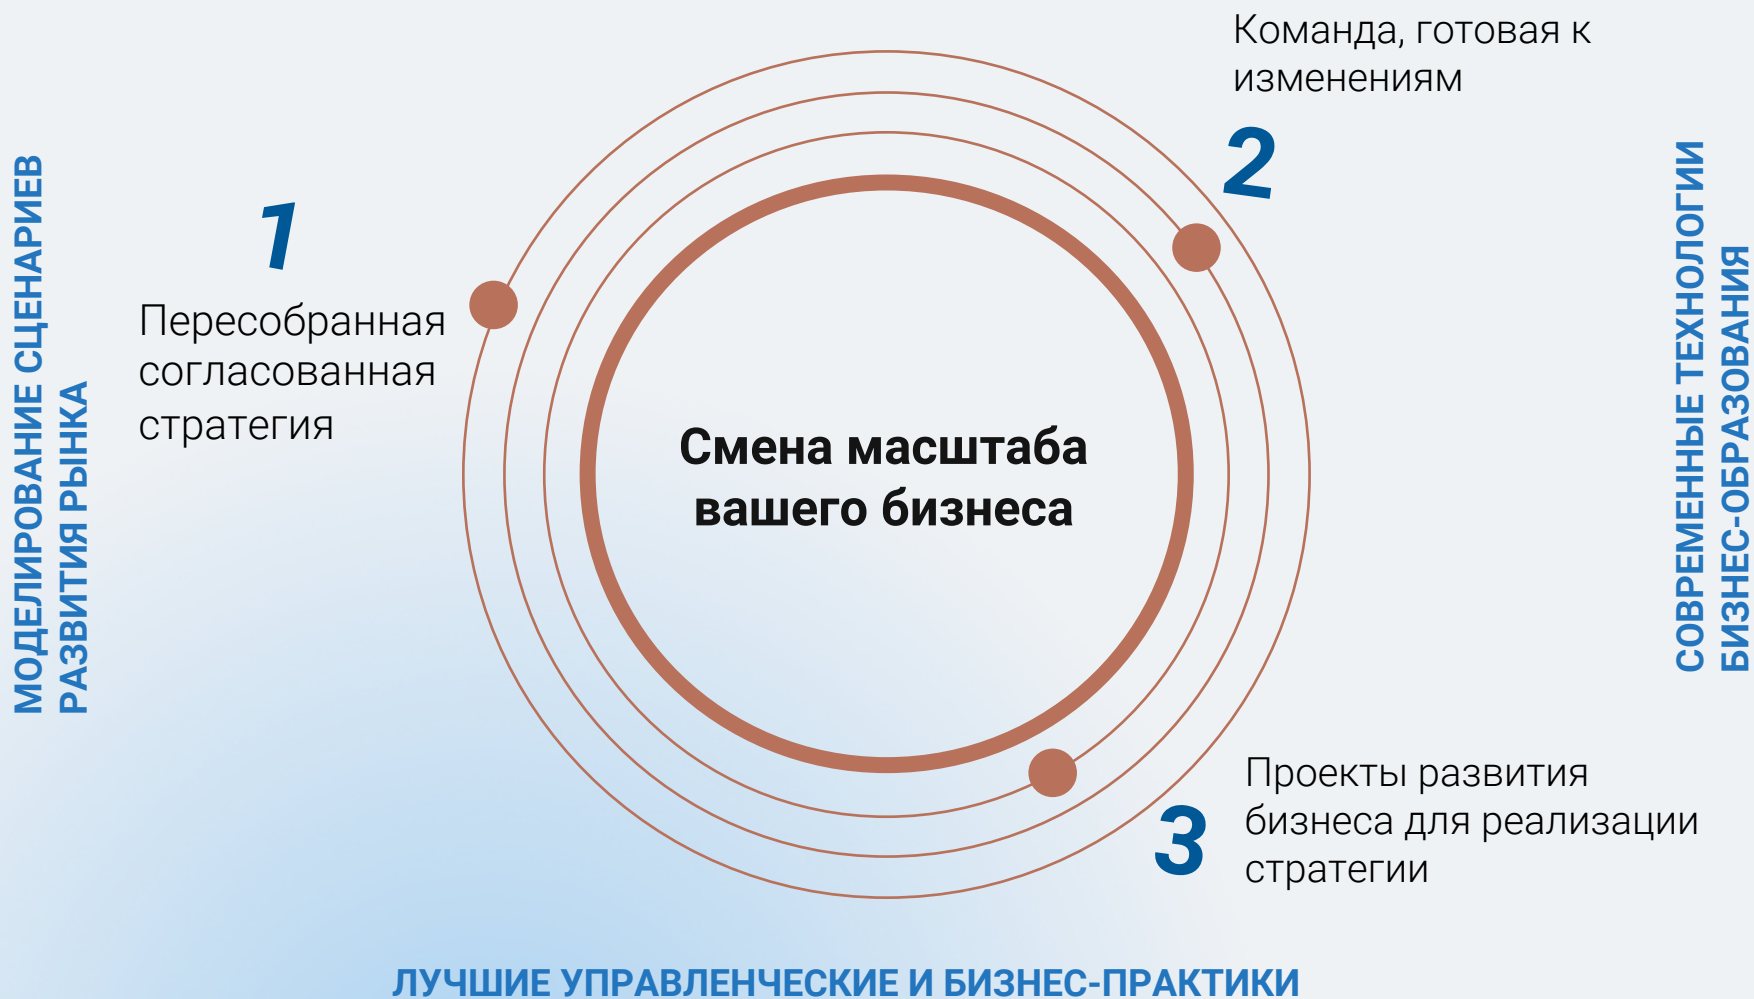 Команда, готовая к
изменениям
2
МОДЕЛИРОВАНИЕ СЦЕНАРИЕВ
РАЗВИТИЯ РЫНКА
1
Пересобранная
согласованная
стратегия
Смена масштаба
вашего бизнеса
СОВРЕМЕННЫЕ ТЕХНОЛОГИИ
БИЗНЕС-ОБРАЗОВАНИЯ
3
Проекты развития
бизнеса для реализации
стратегии
ЛУЧШИЕ УПРАВЛЕНЧЕСКИЕ И БИЗНЕС-ПРАКТИКИ